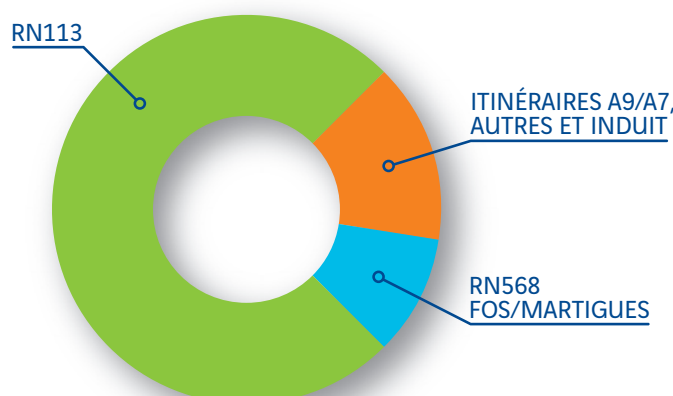 RN113
ITINÉRAIRES A9/A7,
AUTRES ET INDUIT
RN568
FOS/MARTIGUES